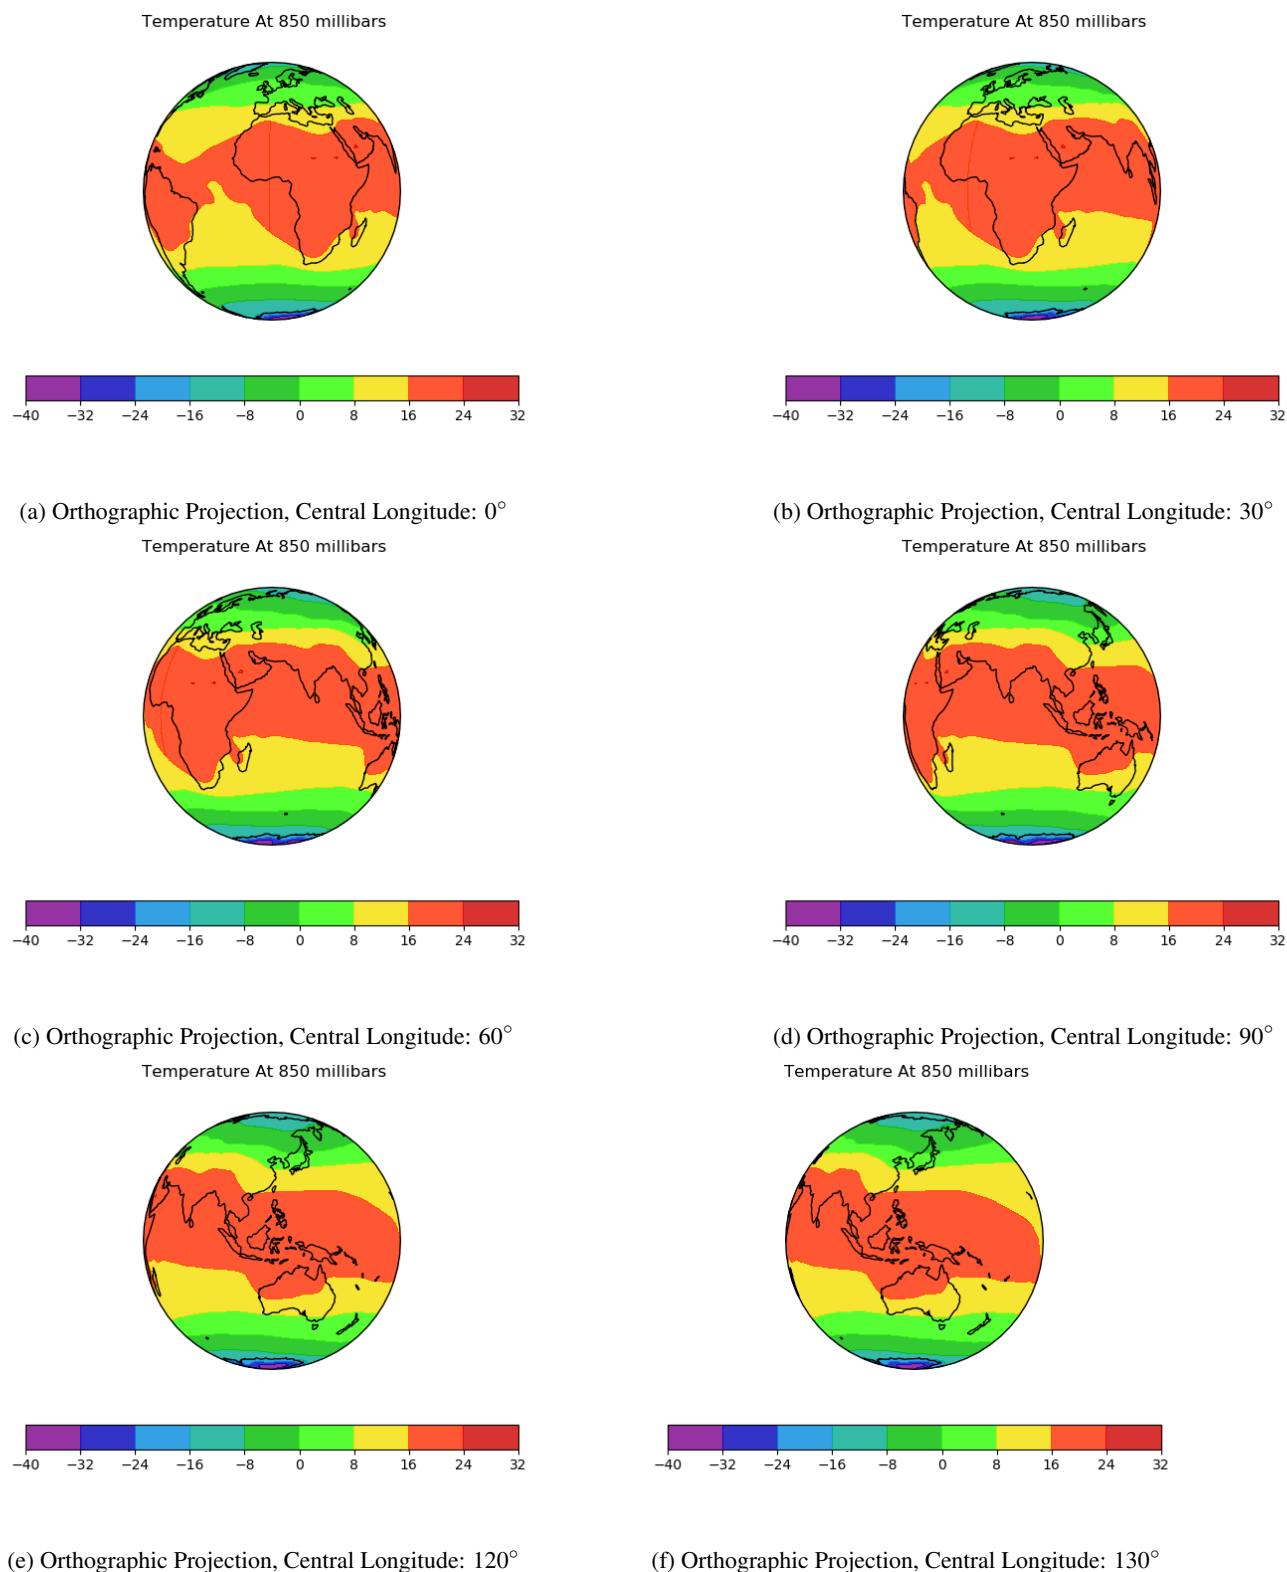 Temperature At 850 millibars
−40 −32 −24 −16 −8 0 8 16 24 32
(a) Orthographic Projection, Central Longitude: 0°
Temperature At 850 millibars
−40 −32 −24 −16 −8 0 8 16 24 32
(b) Orthographic Projection, Central Longitude: 30°
Temperature At 850 millibars
−40 −32 −24 −16 −8 0 8 16 24 32
(c) Orthographic Projection, Central Longitude: 60°
Temperature At 850 millibars
−40 −32 −24 −16 −8 0 8 16 24 32
(d) Orthographic Projection, Central Longitude: 90°
Temperature At 850 millibars
−40 −32 −24 −16 −8 0 8 16 24 32
(e) Orthographic Projection, Central Longitude: 120°
Temperature At 850 millibars
−40 −32 −24 −16 −8 0 8 16 24 32
(f) Orthographic Projection, Central Longitude: 130°